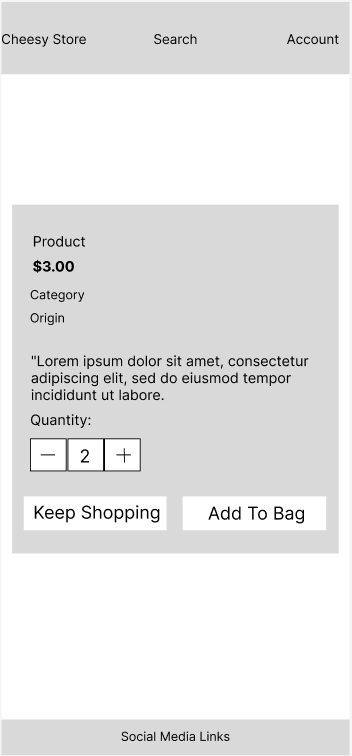 Cheesy Store Search Account
Product
$3.00
Category
Origin
"Lorem ipsum dolor sit amet, consectetur
adipiscing elit, sed do eiusmod tempor
incididunt ut labore.
Quantity:
— 2 +
Keep Shopping Add To Bag
Social Media Links